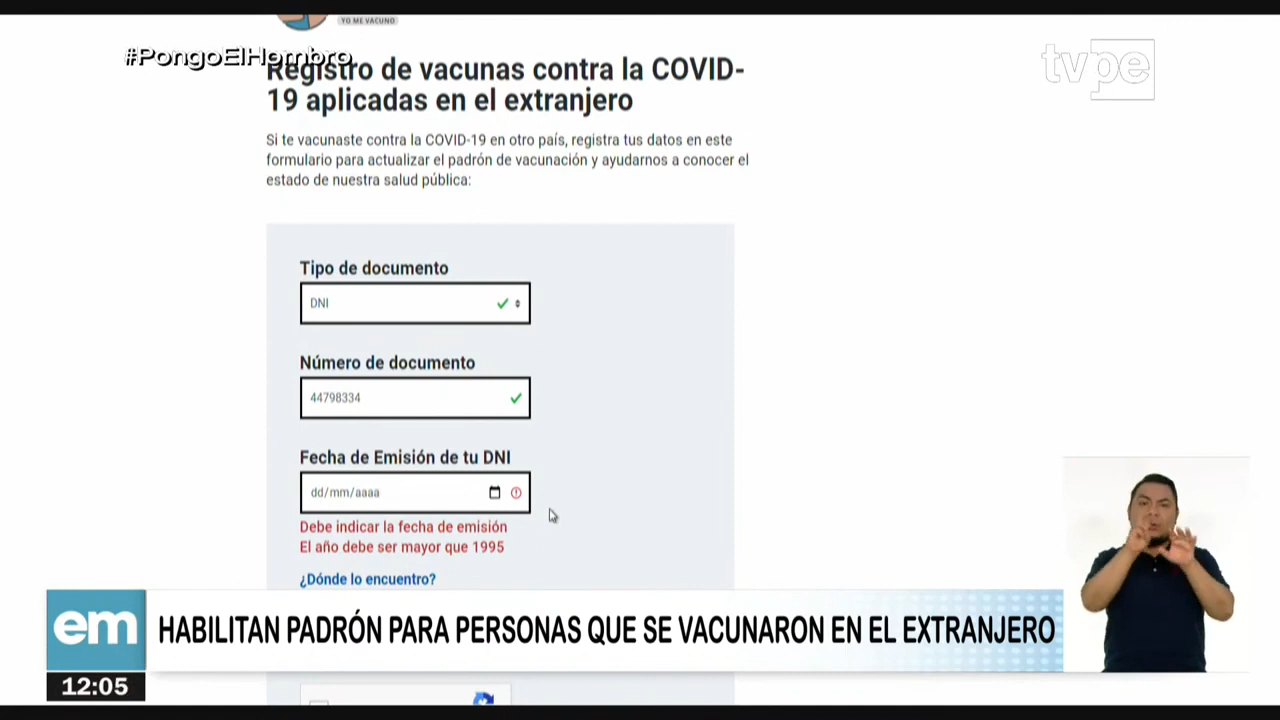 YO ME VACUNO
#PongoElHombro
tvpe
Registro de vacunas contra la COVID-
19 aplicadas en el extranjero
Si te vacunaste contra la COVID-19 en otro país, registra tus datos en este
formulario para actualizar el padrón de vacunación y ayudarnos a conocer el
estado de nuestra salud pública:
Tipo de documento
DNI
Número de documento
44798334
Fecha de Emisión de tu DNI
dd/mm/aaaa
Debe indicar la fecha de emisión
El año debe ser mayor que 1995
¿Dónde lo encuentro?
em
HABILITAN PADRÓN PARA PERSONAS QUE SE VACUNARON EN EL EXTRANJERO
12:05